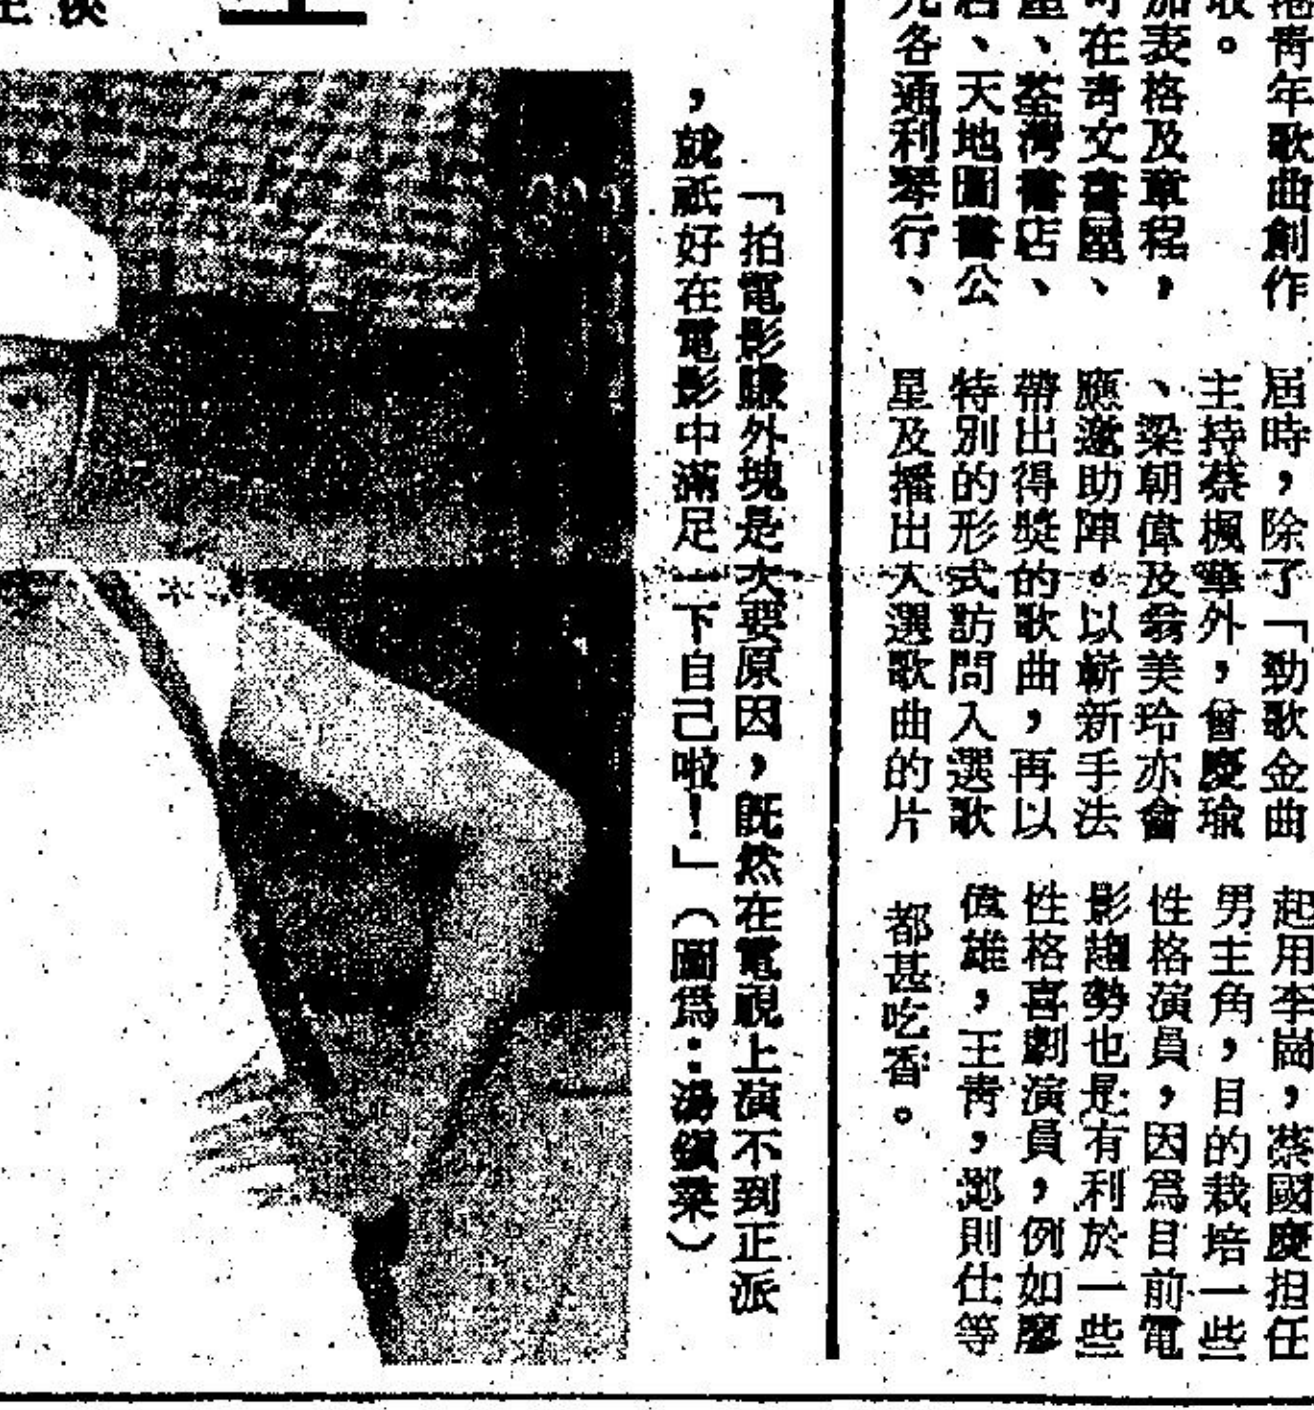 港青年歌曲創作
取。
加表格及章程，
可在青文書屋、
屋、荃灣書店、
店、天地圖書公
各通利琴行、
屆時，除了「勁歌金曲
主持蔡楓華外，曾慶瑜
、梁朝偉及翁美玲亦會
應邀助陣。以嶄新手法
帶出得獎的歌曲，再以
特別的形式訪問入選歌
星及播出入選歌曲的片
起用李崗，蔡國慶担任
男主角，目的栽培一些
性格演員，因爲目前電
影趨勢也是有利於一些
性格喜劇演員，例如廖
偉雄，王青，鄧則仕等
都甚吃香。
「拍電影賺外塊是大要原因，既然在電視上演不到正派
，就祇好在電影中滿足一下自己啦！」（圖爲：湯鎮業）